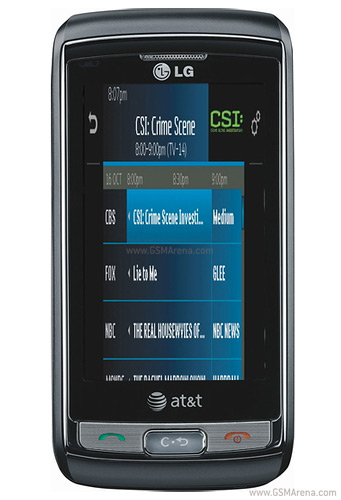 LG
8:07pm
CSI: Crime Scene
8:00-9:00pm (TV-14)
CSI:
16 OCT 8:00pm 8:30pm 9:00pm
CBS CSI: Crime Scene Investi... Medium
www.GSMArena.com
FOX Lie to Me GLEE
NBC THE REAL HOUSEWVIES OF... NBC NEWS
at&t
C
www.GSMArena.com